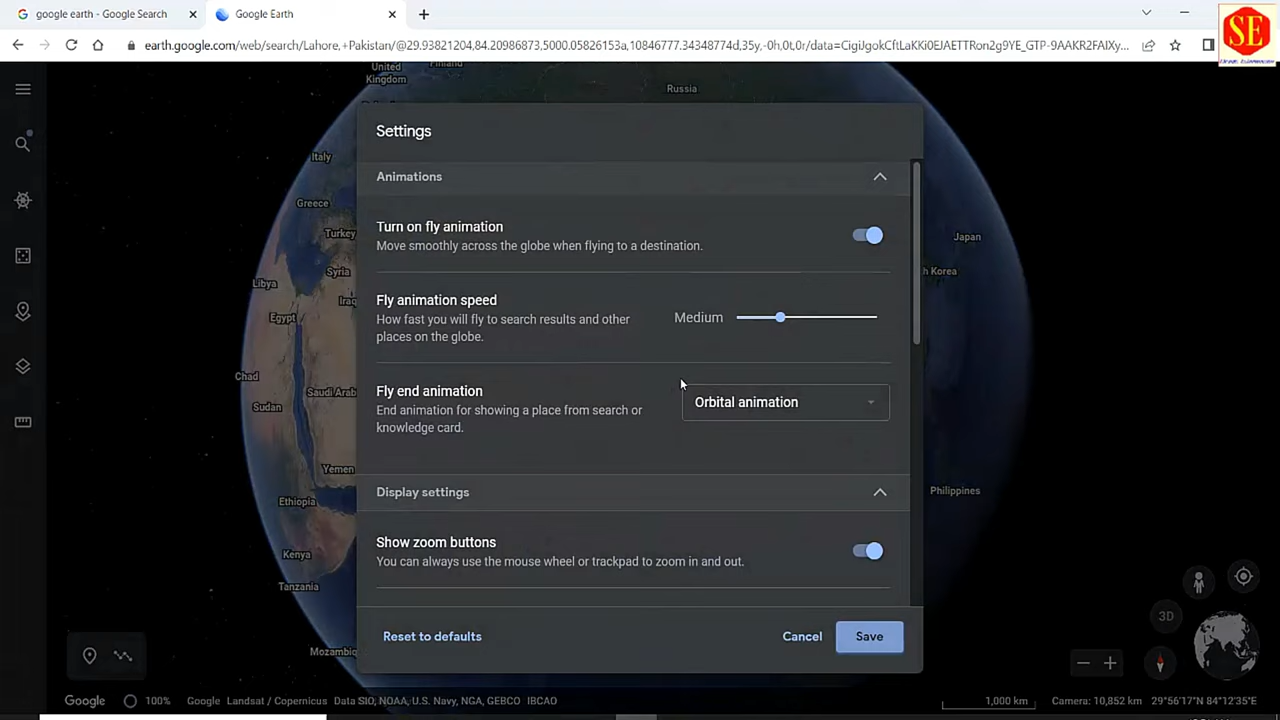 google earth - Google Search
Google Earth
earth.google.com/web/search/Lahore,+Pakistan/@29.93821204,84.20986873,5000.05826153a,10846777.34348774d,35y,-0h,0t,0r/data=CigiJgokCftLaKKi0EJAETTRon2g9YE_GTP-9AAKR2FAIXy...
SE
United
Kingdom
Finland
Russia
Settings
Italy
Animations
Greece
Turn on fly animation
Turkey
Move smoothly across the globe when flying to a destination.
Japan
Syria
h Korea
Libya
Iraq
Fly animation speed
Egypt
How fast you will fly to search results and other
places on the globe.
Medium
Chad
Saudi Arab
Fly end animation
Sudan
End animation for showing a place from search or
knowledge card.
Orbital animation
Yemen
Display settings
Philippines
Ethiopia
Show zoom buttons
Kenya
You can always use the mouse wheel or trackpad to zoom in and out.
Tanzania
3D
Reset to defaults
Cancel
Save
Mozambiq
Google
100%
Google
Landsat / Copernicus
Data SIO, NOAA, U.S. Navy, NGA, GEBCO
IBCAO
1,000 km
Camera: 10,852 km
29°56'17"N 84°12'35"E